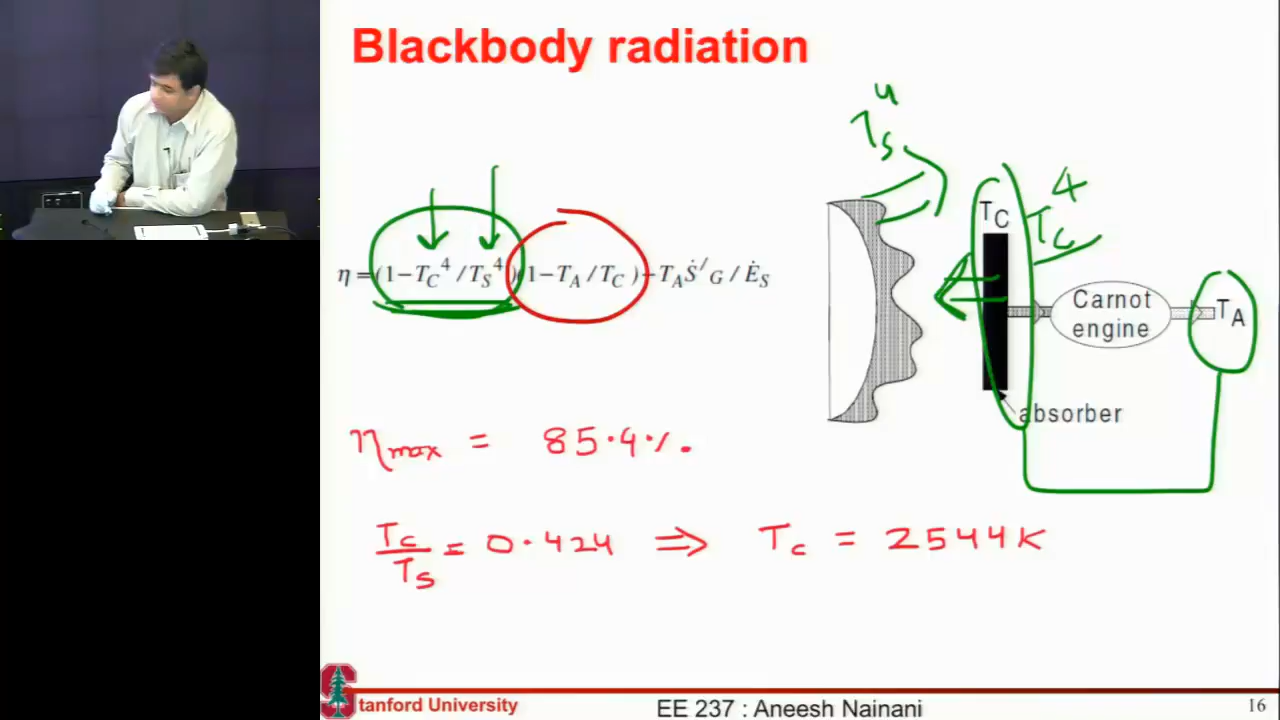 Blackbody radiation
T_S^4
η = (1−T_C^4 /T_S^4)(1−T_A /T_C ) − T_A Ṡ′_G / Ė_S
T_C
T_C^4
Carnot
engine
T_A
absorber
η_max = 85.4%.
T_C/T_S = 0.424 ⇒ T_C = 2544K
Stanford University
EE 237 : Aneesh Nainani
16